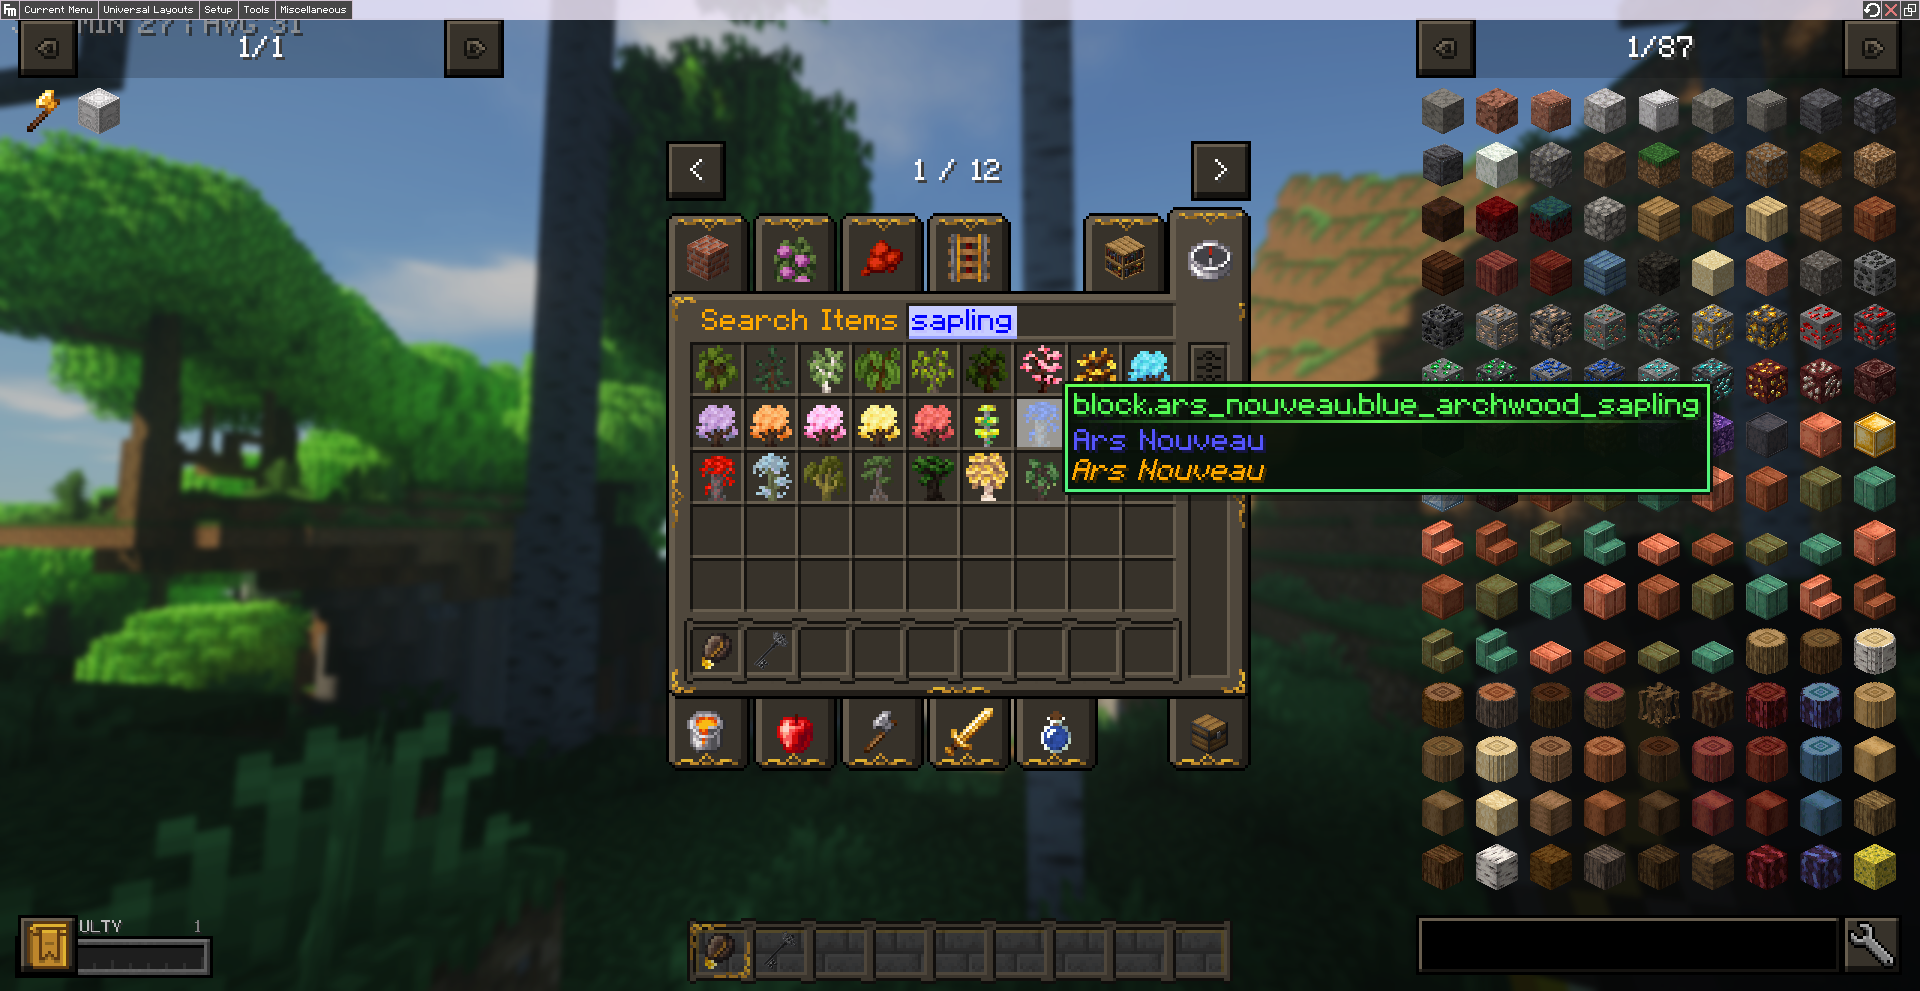 Current Menu
Universal Layouts
Setup
Tools
Miscellaneous
MIN 27 : AVG 31
1/1
1/87
1 / 12
Search Items sapling
block.ars_nouveau.blue_archwood_sapling
Ars Nouveau
Ars Nouveau
ULTY 1